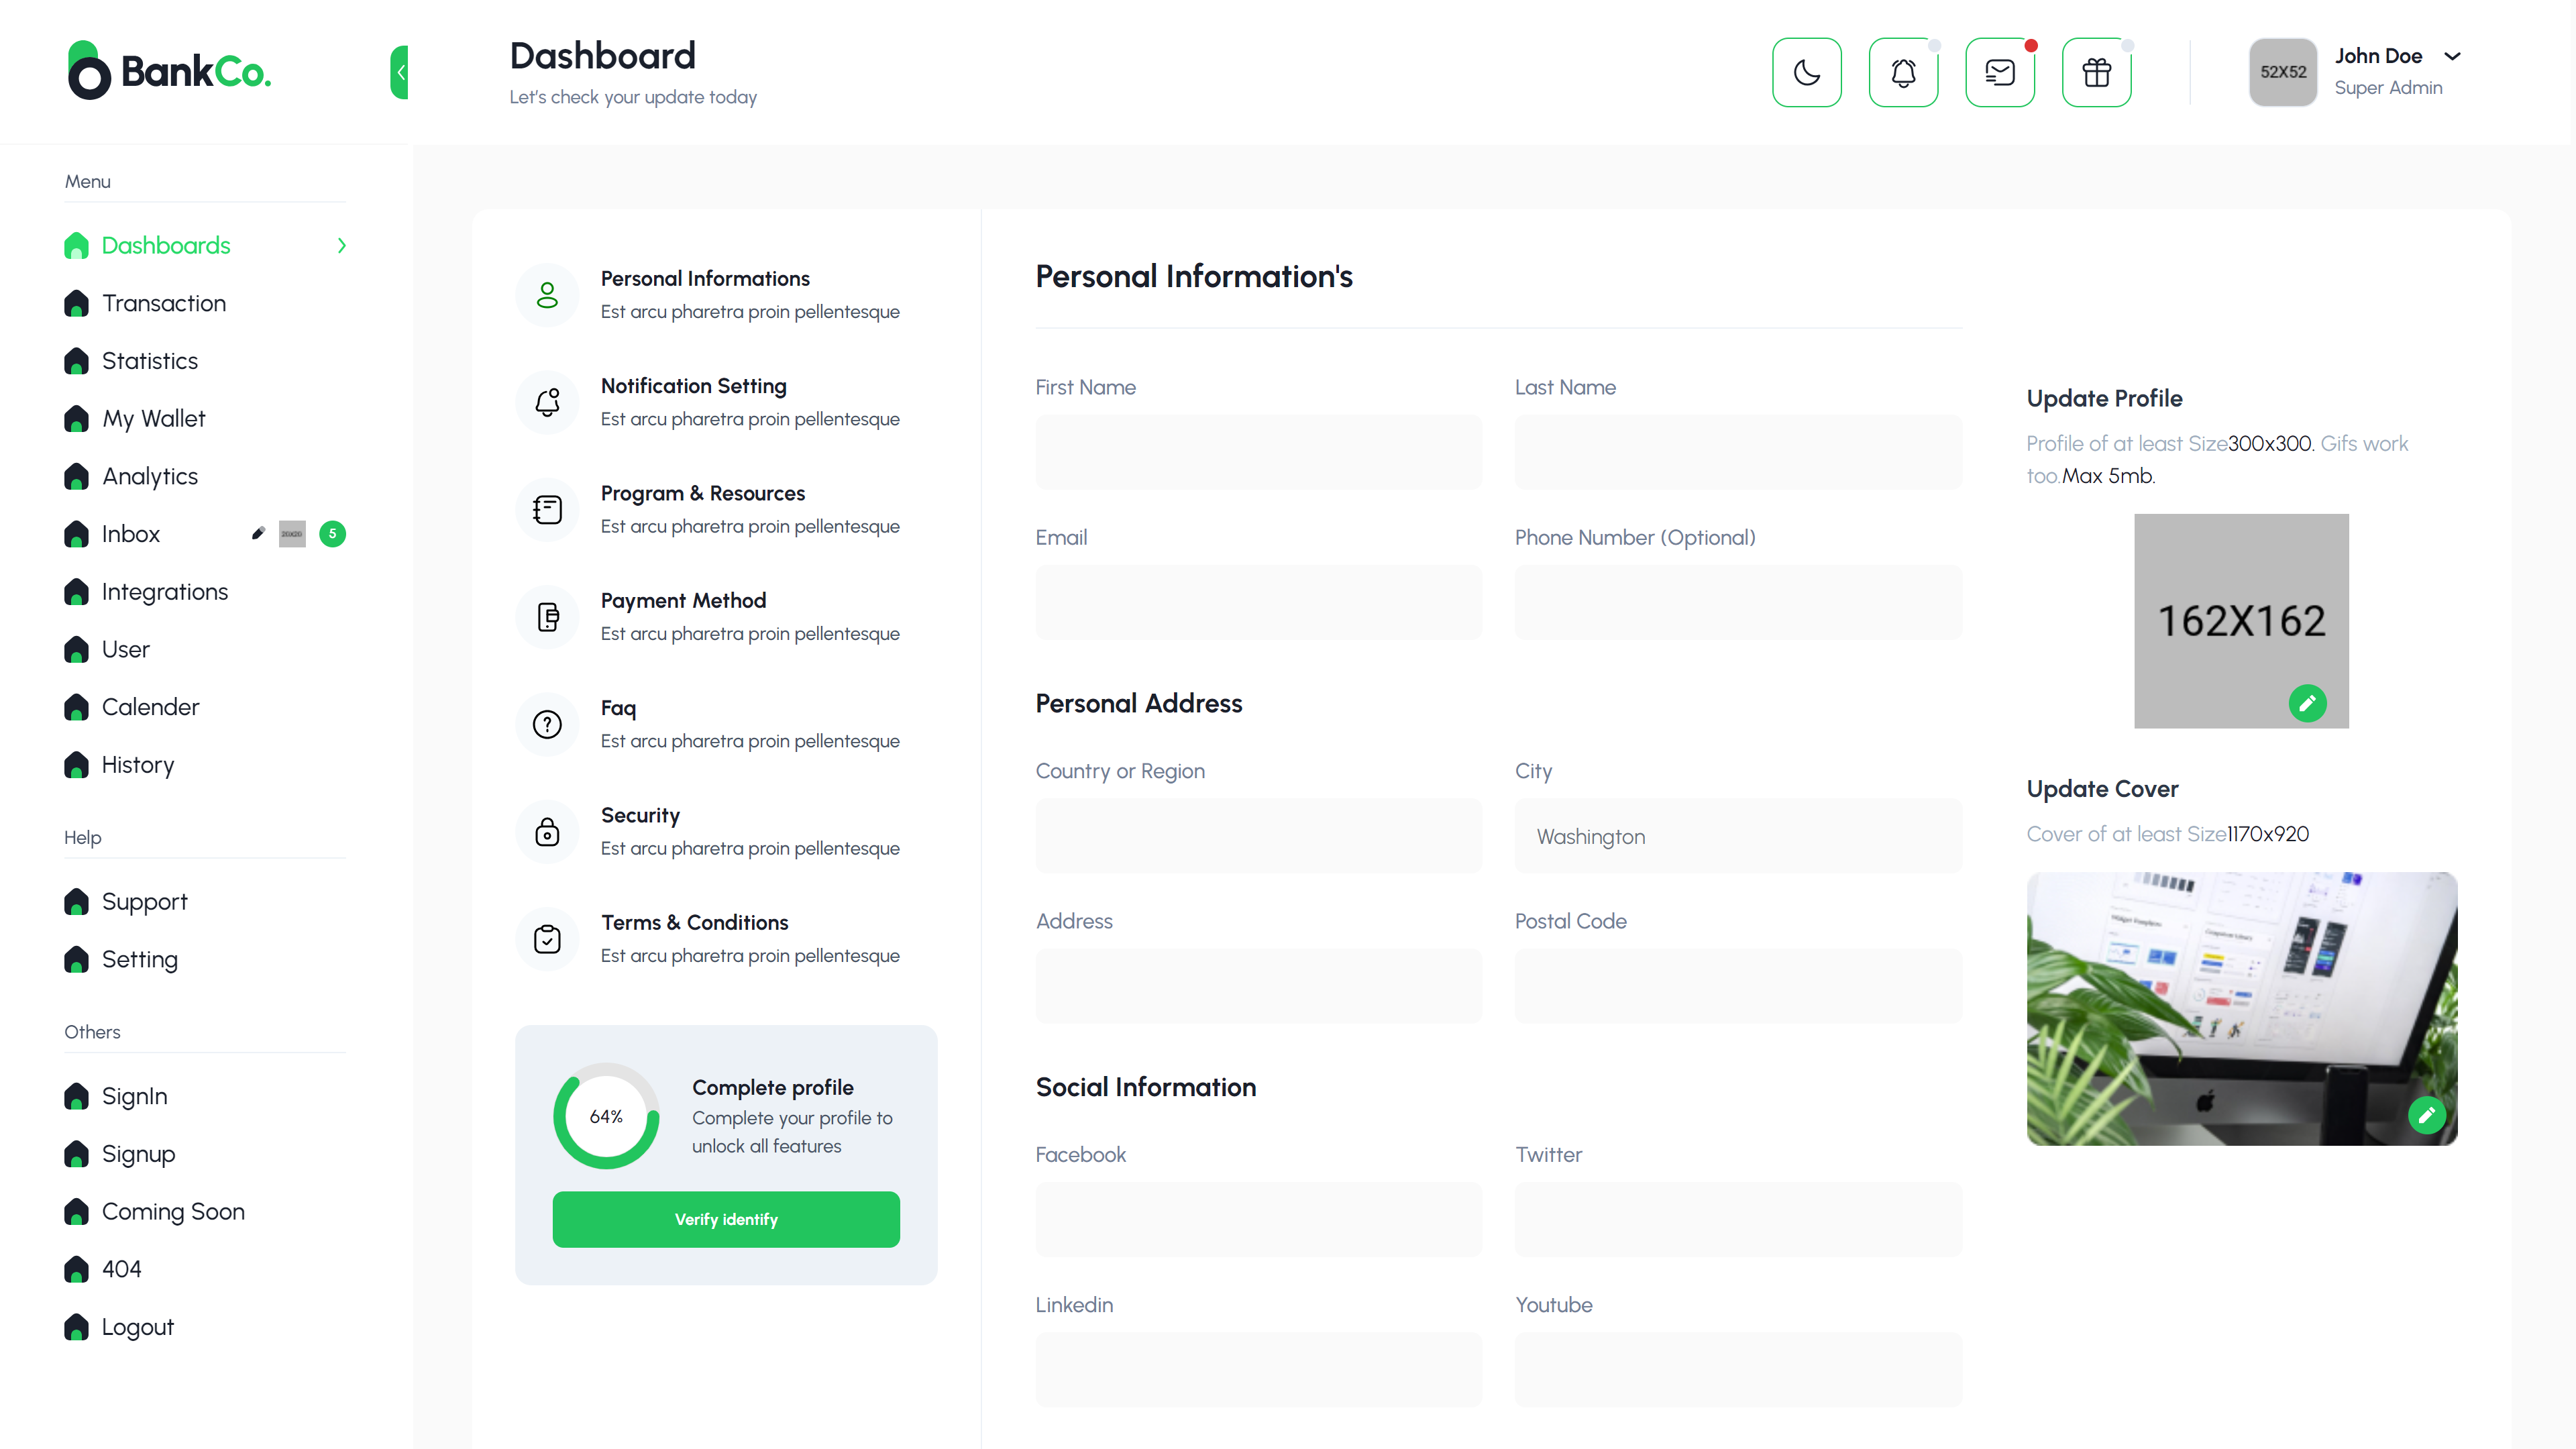 BankCo.
Dashboard
Let's check your update today
52X52
John Doe
Super Admin
Menu
Dashboards
Transaction
Statistics
My Wallet
Analytics
Inbox
20x20
5
Integrations
User
Calender
History
Help
Support
Setting
Others
SignIn
Signup
Coming Soon
404
Logout
Personal Informations
Est arcu pharetra proin pellentesque
Notification Setting
Est arcu pharetra proin pellentesque
Program & Resources
Est arcu pharetra proin pellentesque
Payment Method
Est arcu pharetra proin pellentesque
Faq
Est arcu pharetra proin pellentesque
Security
Est arcu pharetra proin pellentesque
Terms & Conditions
Est arcu pharetra proin pellentesque
64%
Complete profile
Complete your profile to
unlock all features
Verify identify
Personal Information's
First Name
Last Name
Email
Phone Number (Optional)
Personal Address
Country or Region
City
Washington
Address
Postal Code
Social Information
Facebook
Twitter
Linkedin
Youtube
Update Profile
Profile of at least Size300x300. Gifs work
too.Max 5mb.
162X162
Update Cover
Cover of at least Size1170x920